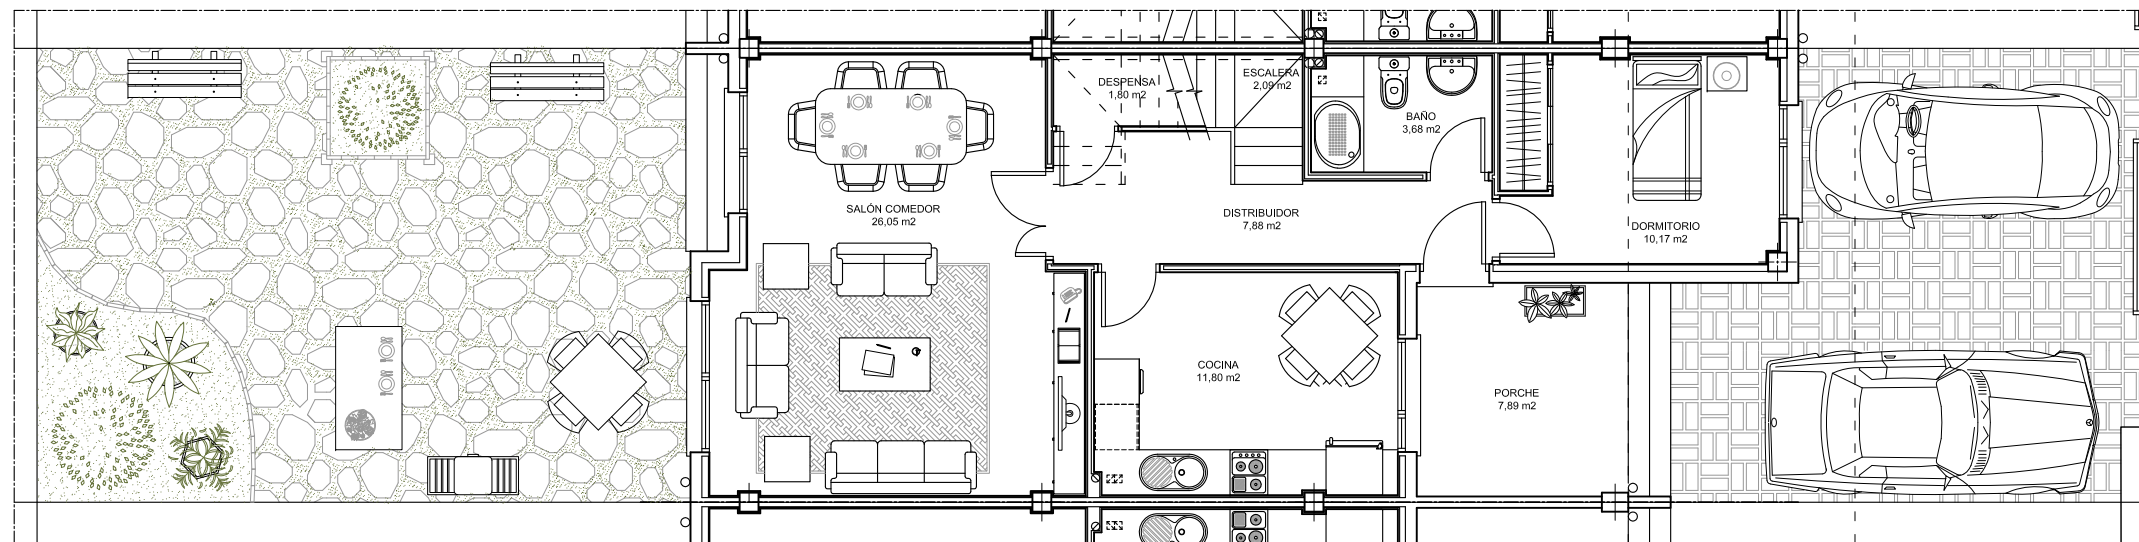 DESPENSA
1,80 m2
ESCALERA
2,09 m2
BAÑO
3,68 m2
SALÓN COMEDOR
26,05 m2
DISTRIBUIDOR
7,88 m2
DORMITORIO
10,17 m2
COCINA
11,80 m2
PORCHE
7,89 m2